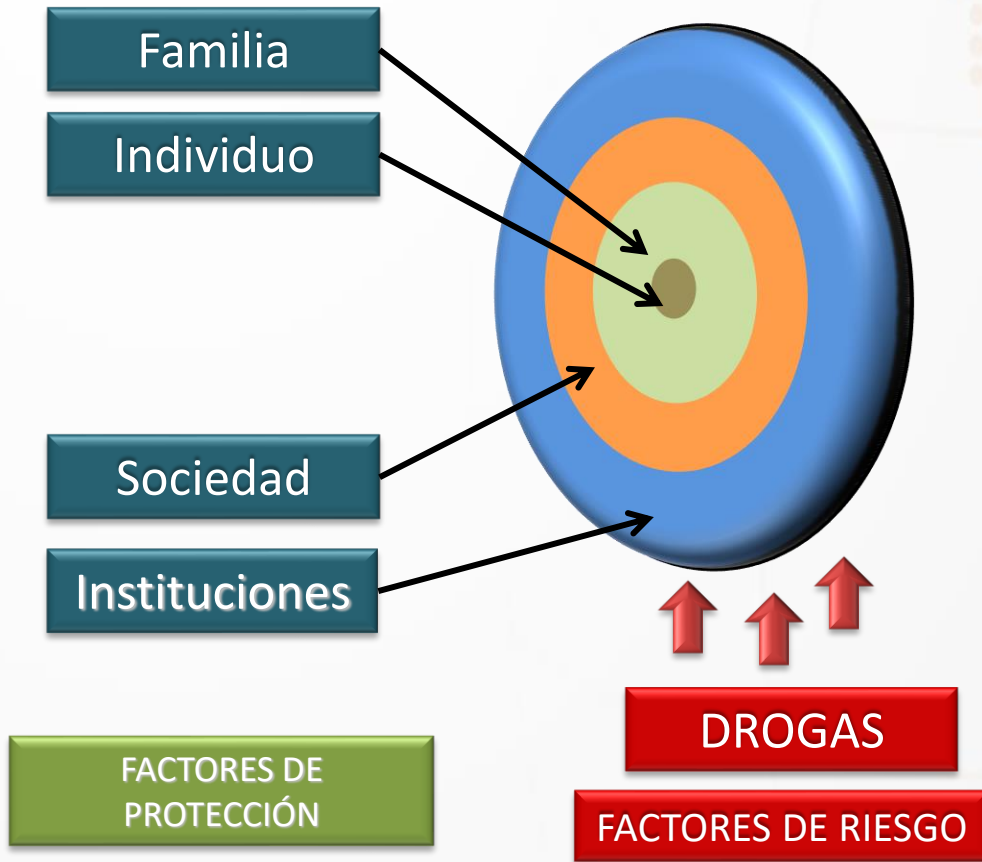 Familia
Individuo
Sociedad
Instituciones
DROGAS
FACTORES DE
PROTECCIÓN
FACTORES DE RIESGO